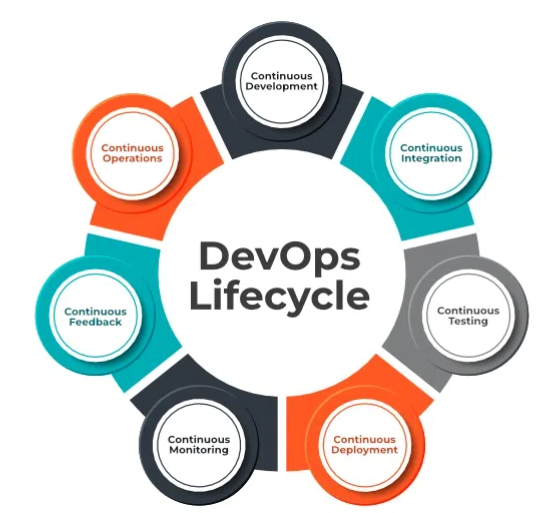 Continuous
Development
Continuous
Operations
Continuous
Integration
DevOps
Lifecycle
Continuous
Feedback
Continuous
Testing
Continuous
Monitoring
Continuous
Deployment